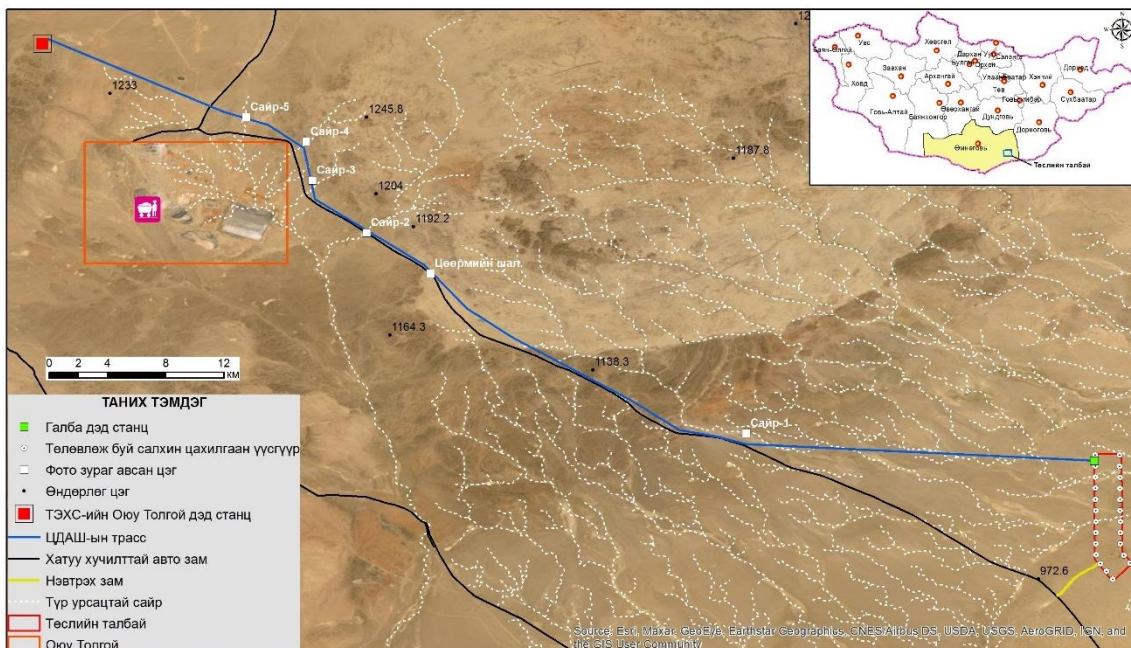 1233
Сайр-5
1245.8
Сайр-4
1187.8
Сайр-3
1204
Сайр-2
1192.2
Цөөрмийн шал.
1164.3
1138.3
Сайр-1
972.6
0 2 4 8 12
км
ТАНИХ ТЭМДЭГ
Галба дэд станц
Төлөвлөж буй салхин цахилгаан үүсгүүр
Фото зураг авсан цэг
Өндөрлөг цэг
ТЭХС-ийн Оюу Толгой дэд станц
ЦДАШ-ын трасс
Хатуу хучилттай авто зам
Нэвтрэх зам
Түр урсацтай сайр
Төслийн талбай
Оюу Толгой
N
W E
S
Увс
Баян-Өлгий
Ховд
Завхан
Хөвсгөл
Дархан Уул
Булган
Орхон
Сэлэнгэ
Архангай
Улаанбаатар
Төв
Хэнтий
Дорнод
Говь-Алтай
Баянхонгор
Өвөрхангай
Дундговь
Говьсүмбэр
Сүхбаатар
Дорноговь
Өмнөговь
Төслийн талбай
Source: Esri, Maxar, GeoEye, Earthstar Geographics, CNES/Airbus DS, USDA, USGS, AeroGRID, IGN, and
the GIS User Community